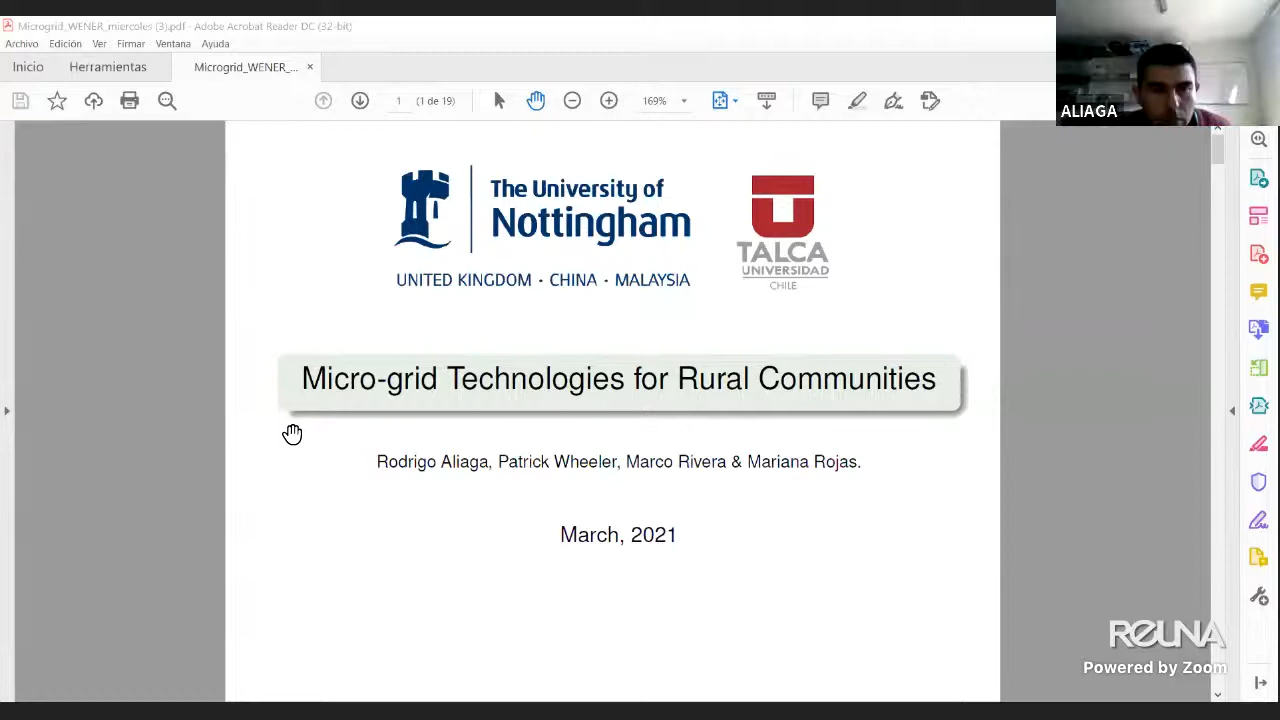 Microgrid_WENER_miercoles (3).pdf - Adobe Acrobat Reader DC (32-bit)
Archivo Edición Ver Firmar Ventana Ayuda
Inicio Herramientas Microgrid_WENER_... ×
1 (1 de 19) 169%
ALIAGA
The University of
Nottingham
UNITED KINGDOM · CHINA · MALAYSIA
TALCA
UNIVERSIDAD
CHILE
Micro-grid Technologies for Rural Communities
Rodrigo Aliaga, Patrick Wheeler, Marco Rivera & Mariana Rojas.
March, 2021
REUNA
Powered by Zoom